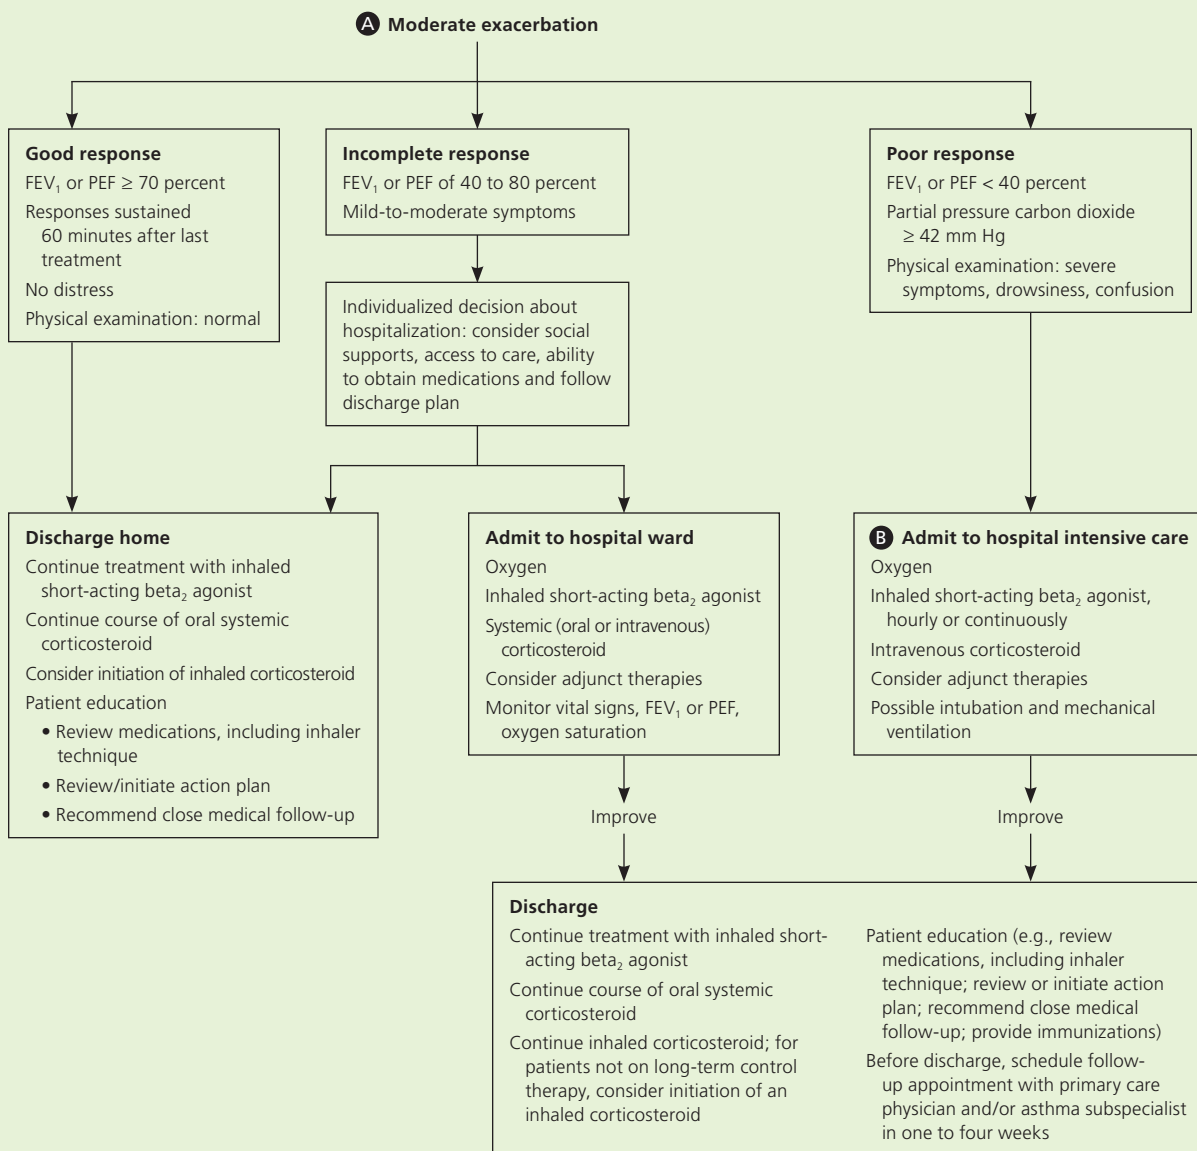 A Moderate exacerbation
Good response
FEV₁ or PEF ≥ 70 percent
Responses sustained
60 minutes after last
treatment
No distress
Physical examination: normal
Incomplete response
FEV₁ or PEF of 40 to 80 percent
Mild-to-moderate symptoms
Poor response
FEV₁ or PEF < 40 percent
Partial pressure carbon dioxide
≥ 42 mm Hg
Physical examination: severe
symptoms, drowsiness, confusion
Individualized decision about
hospitalization: consider social
supports, access to care, ability
to obtain medications and follow
discharge plan
Discharge home
Continue treatment with inhaled
short-acting beta₂ agonist
Continue course of oral systemic
corticosteroid
Consider initiation of inhaled corticosteroid
Patient education
• Review medications, including inhaler
technique
• Review/initiate action plan
• Recommend close medical follow-up
Admit to hospital ward
Oxygen
Inhaled short-acting beta₂ agonist
Systemic (oral or intravenous)
corticosteroid
Consider adjunct therapies
Monitor vital signs, FEV₁ or PEF,
oxygen saturation
B Admit to hospital intensive care
Oxygen
Inhaled short-acting beta₂ agonist,
hourly or continuously
Intravenous corticosteroid
Consider adjunct therapies
Possible intubation and mechanical
ventilation
Improve
Improve
Discharge
Continue treatment with inhaled short-
acting beta₂ agonist
Continue course of oral systemic
corticosteroid
Continue inhaled corticosteroid; for
patients not on long-term control
therapy, consider initiation of an
inhaled corticosteroid
Patient education (e.g., review
medications, including inhaler
technique; review or initiate action
plan; recommend close medical
follow-up; provide immunizations)
Before discharge, schedule follow-
up appointment with primary care
physician and/or asthma subspecialist
in one to four weeks